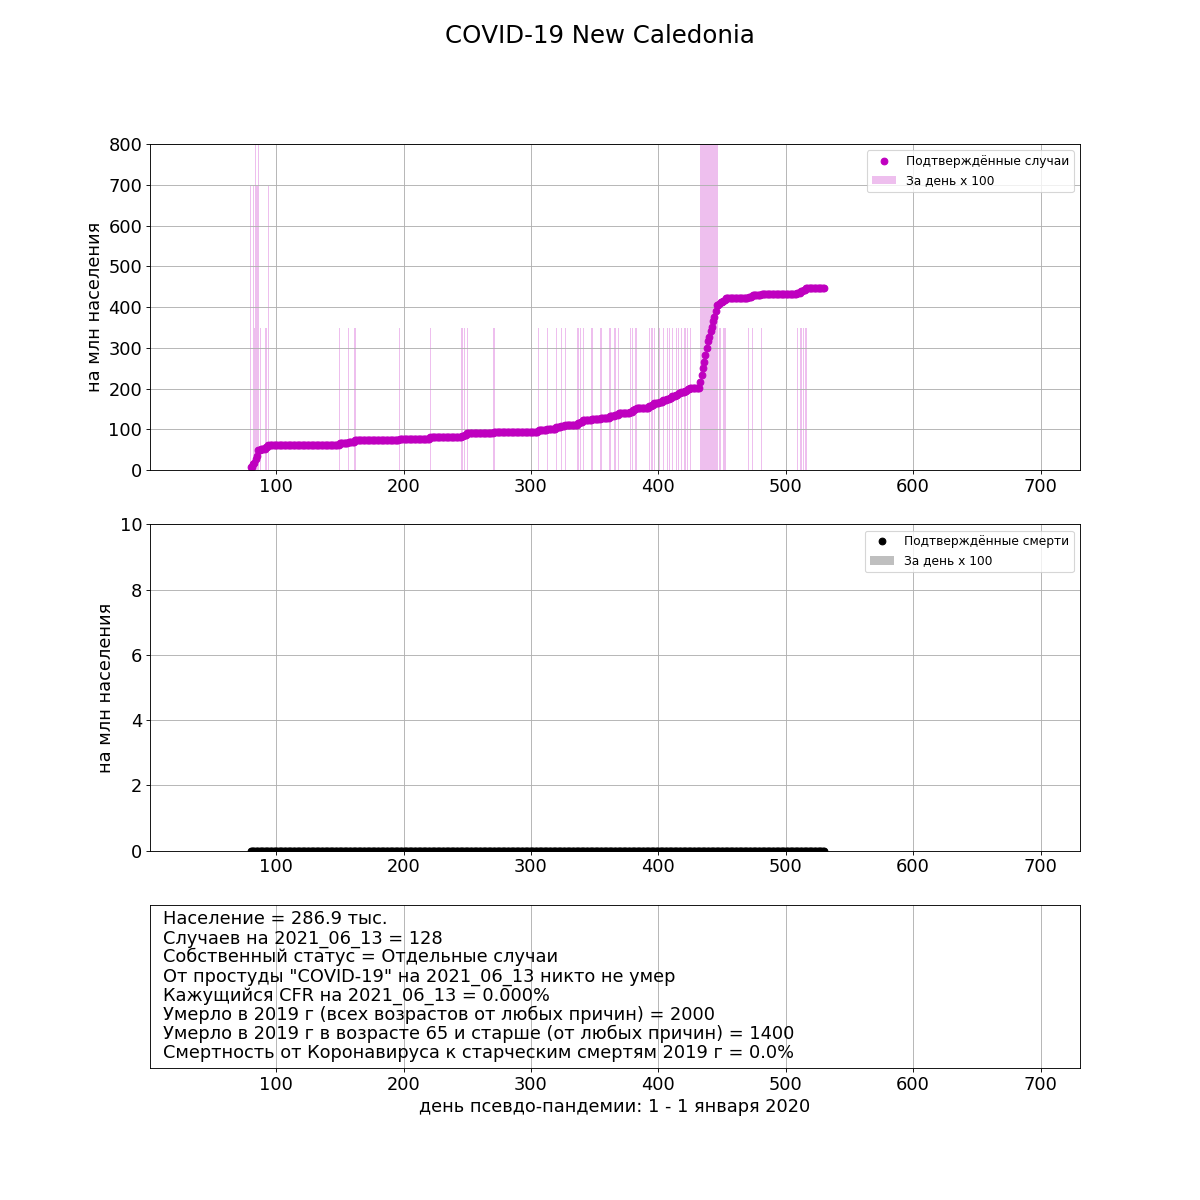 COVID-19 New Caledonia
800
700
600
500
400
300
200
100
0
на млн населения
Подтверждённые случаи
За день x 100
100 200 300 400 500 600 700
10
8
6
4
2
0
на млн населения
Подтверждённые смерти
За день x 100
100 200 300 400 500 600 700
Население = 286.9 тыс.
Случаев на 2021_06_13 = 128
Собственный статус = Отдельные случаи
От простуды "COVID-19" на 2021_06_13 никто не умер
Кажущийся CFR на 2021_06_13 = 0.000%
Умерло в 2019 г (всех возрастов от любых причин) = 2000
Умерло в 2019 г в возрасте 65 и старше (от любых причин) = 1400
Смертность от Коронавируса к старческим смертям 2019 г = 0.0%
100 200 300 400 500 600 700
день псевдо-пандемии: 1 - 1 января 2020